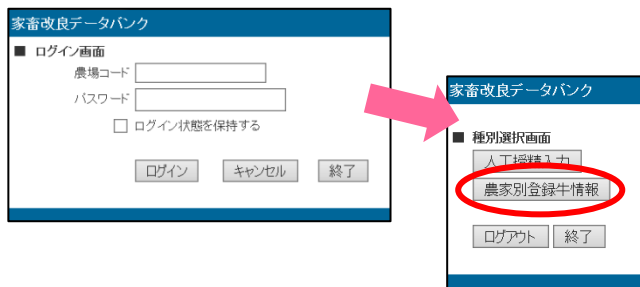 家畜改良データバンク
■ ログイン画面
農場コード
パスワード
ログイン状態を保持する
ログイン キャンセル 終了
家畜改良データバンク
■ 種別選択画面
人工授精入力
農家別登録牛情報
ログアウト 終了